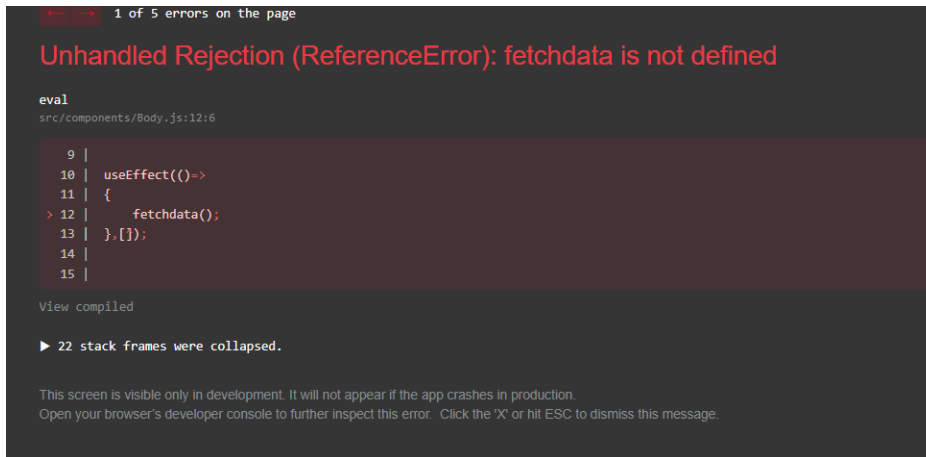 ← → 1 of 5 errors on the page
Unhandled Rejection (ReferenceError): fetchdata is not defined
eval
src/components/Body.js:12:6
9 |
10 | useEffect(()=>
11 | {
> 12 | fetchdata();
13 | },[]);
14 |
15 |
View compiled
▶ 22 stack frames were collapsed.
This screen is visible only in development. It will not appear if the app crashes in production.
Open your browser's developer console to further inspect this error. Click the 'X' or hit ESC to dismiss this message.